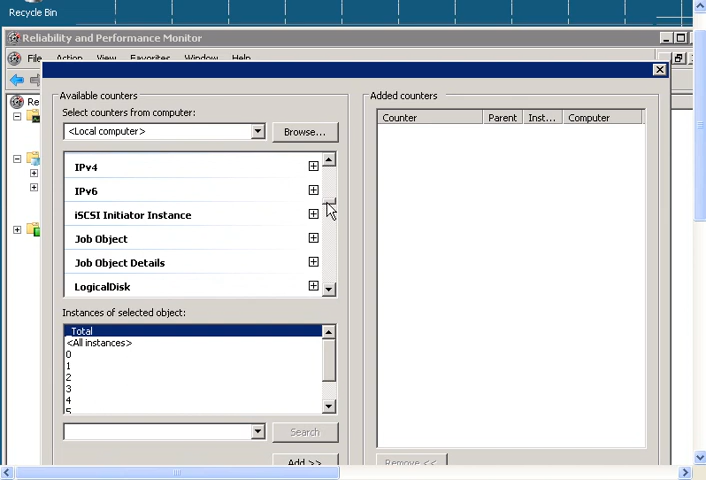 Recycle Bin
Reliability and Performance Monitor
File Action View Favorites Window Help
Re
Available counters
Select counters from computer:
<Local computer>
Browse...
IPv4
IPv6
iSCSI Initiator Instance
Job Object
Job Object Details
LogicalDisk
Instances of selected object:
_Total
<All instances>
0
1
2
3
4
5
Search
Add >>
Added counters
Counter Parent Inst... Computer
Remove <<